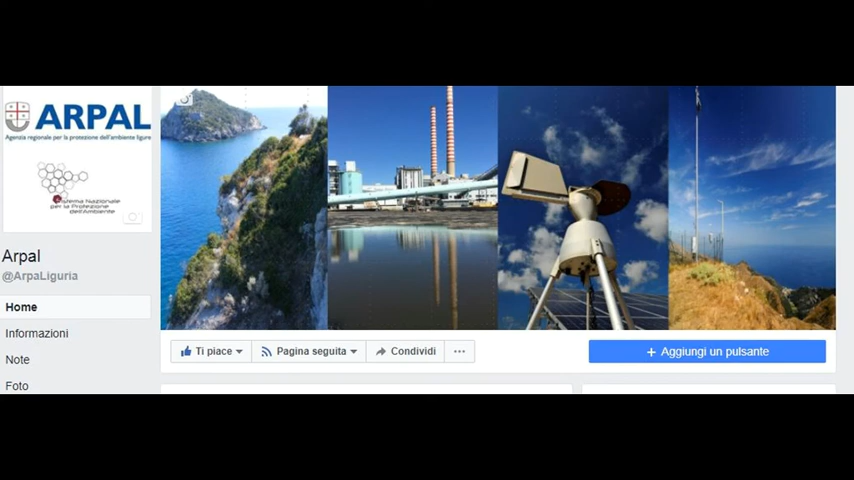 ARPAL
Agenzia regionale per la protezione dell'ambiente ligure
Sistema Nazionale
per la Protezione
dell'Ambiente
Arpal
@ArpaLiguria
Home
Informazioni
Note
Foto
Ti piace
Pagina seguita
Condividi
...
+ Aggiungi un pulsante